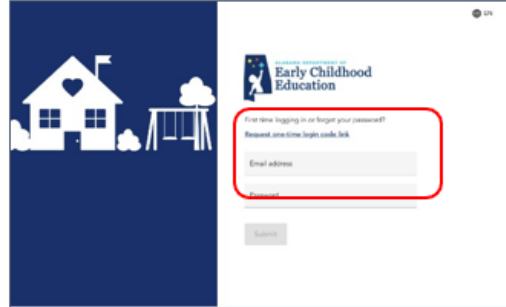 EN
ALABAMA DEPARTMENT OF
Early Childhood
Education
First time logging in or forgot your password?
Request one-time login code link
Email address
Password
Submit